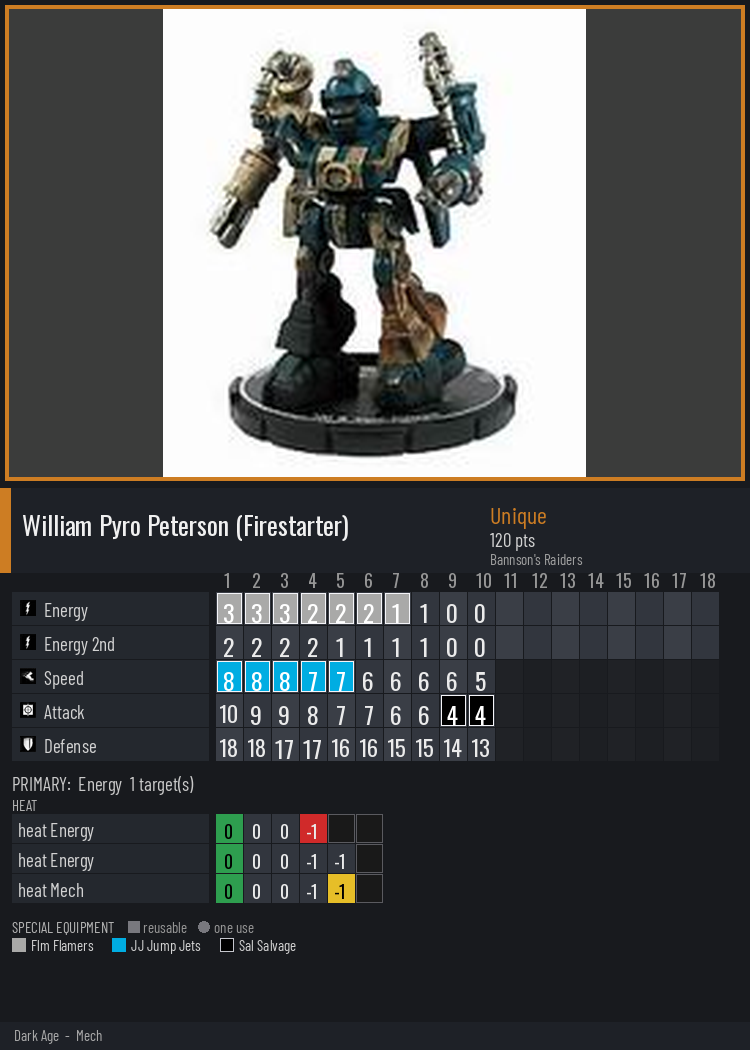 William Pyro Peterson (Firestarter)
Unique
120 pts
Bannson's Raiders
1 2 3 4 5 6 7 8 9 10 11 12 13 14 15 16 17 18
Energy 3 3 3 2 2 2 1 1 0 0
Energy 2nd 2 2 2 2 1 1 1 1 0 0
Speed 8 8 8 7 7 6 6 6 6 5
Attack 10 9 9 8 7 7 6 6 4 4
Defense 18 18 17 17 16 16 15 15 14 13
PRIMARY: Energy 1 target(s)
HEAT
heat Energy 0 0 0 -1
heat Energy 0 0 0 -1 -1
heat Mech 0 0 0 -1 -1
SPECIAL EQUIPMENT reusable one use
Flm Flamers JJ Jump Jets Sal Salvage
Dark Age - Mech